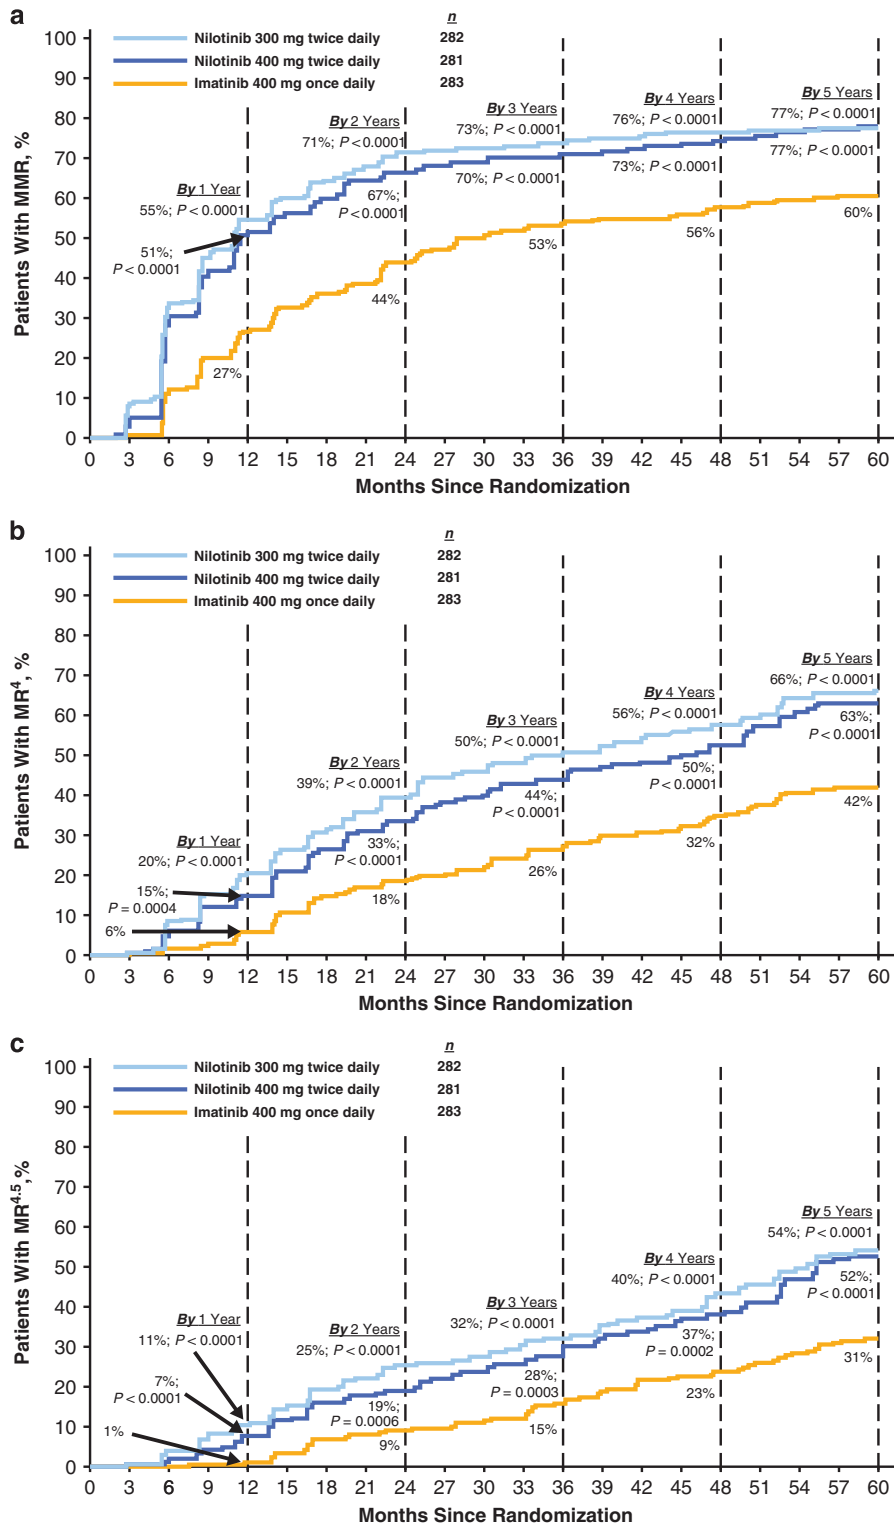 a
n
Nilotinib 300 mg twice daily 282
Nilotinib 400 mg twice daily 281
Imatinib 400 mg once daily 283
Patients With MMR, %
100
90
80
70
60
50
40
30
20
10
0
By 1 Year
55%; P < 0.0001
51%;
P < 0.0001
27%
By 2 Years
71%; P < 0.0001
67%;
P < 0.0001
44%
By 3 Years
73%; P < 0.0001
70%; P < 0.0001
53%
By 4 Years
76%; P < 0.0001
73%; P < 0.0001
56%
By 5 Years
77%; P < 0.0001
77%; P < 0.0001
60%
0 3 6 9 12 15 18 21 24 27 30 33 36 39 42 45 48 51 54 57 60
Months Since Randomization
b
n
Nilotinib 300 mg twice daily 282
Nilotinib 400 mg twice daily 281
Imatinib 400 mg once daily 283
Patients With MR4, %
100
90
80
70
60
50
40
30
20
10
0
By 1 Year
20%; P < 0.0001
15%;
P = 0.0004
6%
By 2 Years
39%; P < 0.0001
33%;
P < 0.0001
18%
By 3 Years
50%; P < 0.0001
44%;
P < 0.0001
26%
By 4 Years
56%; P < 0.0001
50%;
P < 0.0001
32%
By 5 Years
66%; P < 0.0001
63%;
P < 0.0001
42%
0 3 6 9 12 15 18 21 24 27 30 33 36 39 42 45 48 51 54 57 60
Months Since Randomization
c
n
Nilotinib 300 mg twice daily 282
Nilotinib 400 mg twice daily 281
Imatinib 400 mg once daily 283
Patients With MR4.5,%
100
90
80
70
60
50
40
30
20
10
0
By 1 Year
11%; P < 0.0001
7%;
P < 0.0001
1%
By 2 Years
25%; P < 0.0001
19%;
P = 0.0006
9%
By 3 Years
32%; P < 0.0001
28%;
P = 0.0003
15%
By 4 Years
40%; P < 0.0001
37%;
P = 0.0002
23%
By 5 Years
54%; P < 0.0001
52%;
P < 0.0001
31%
0 3 6 9 12 15 18 21 24 27 30 33 36 39 42 45 48 51 54 57 60
Months Since Randomization